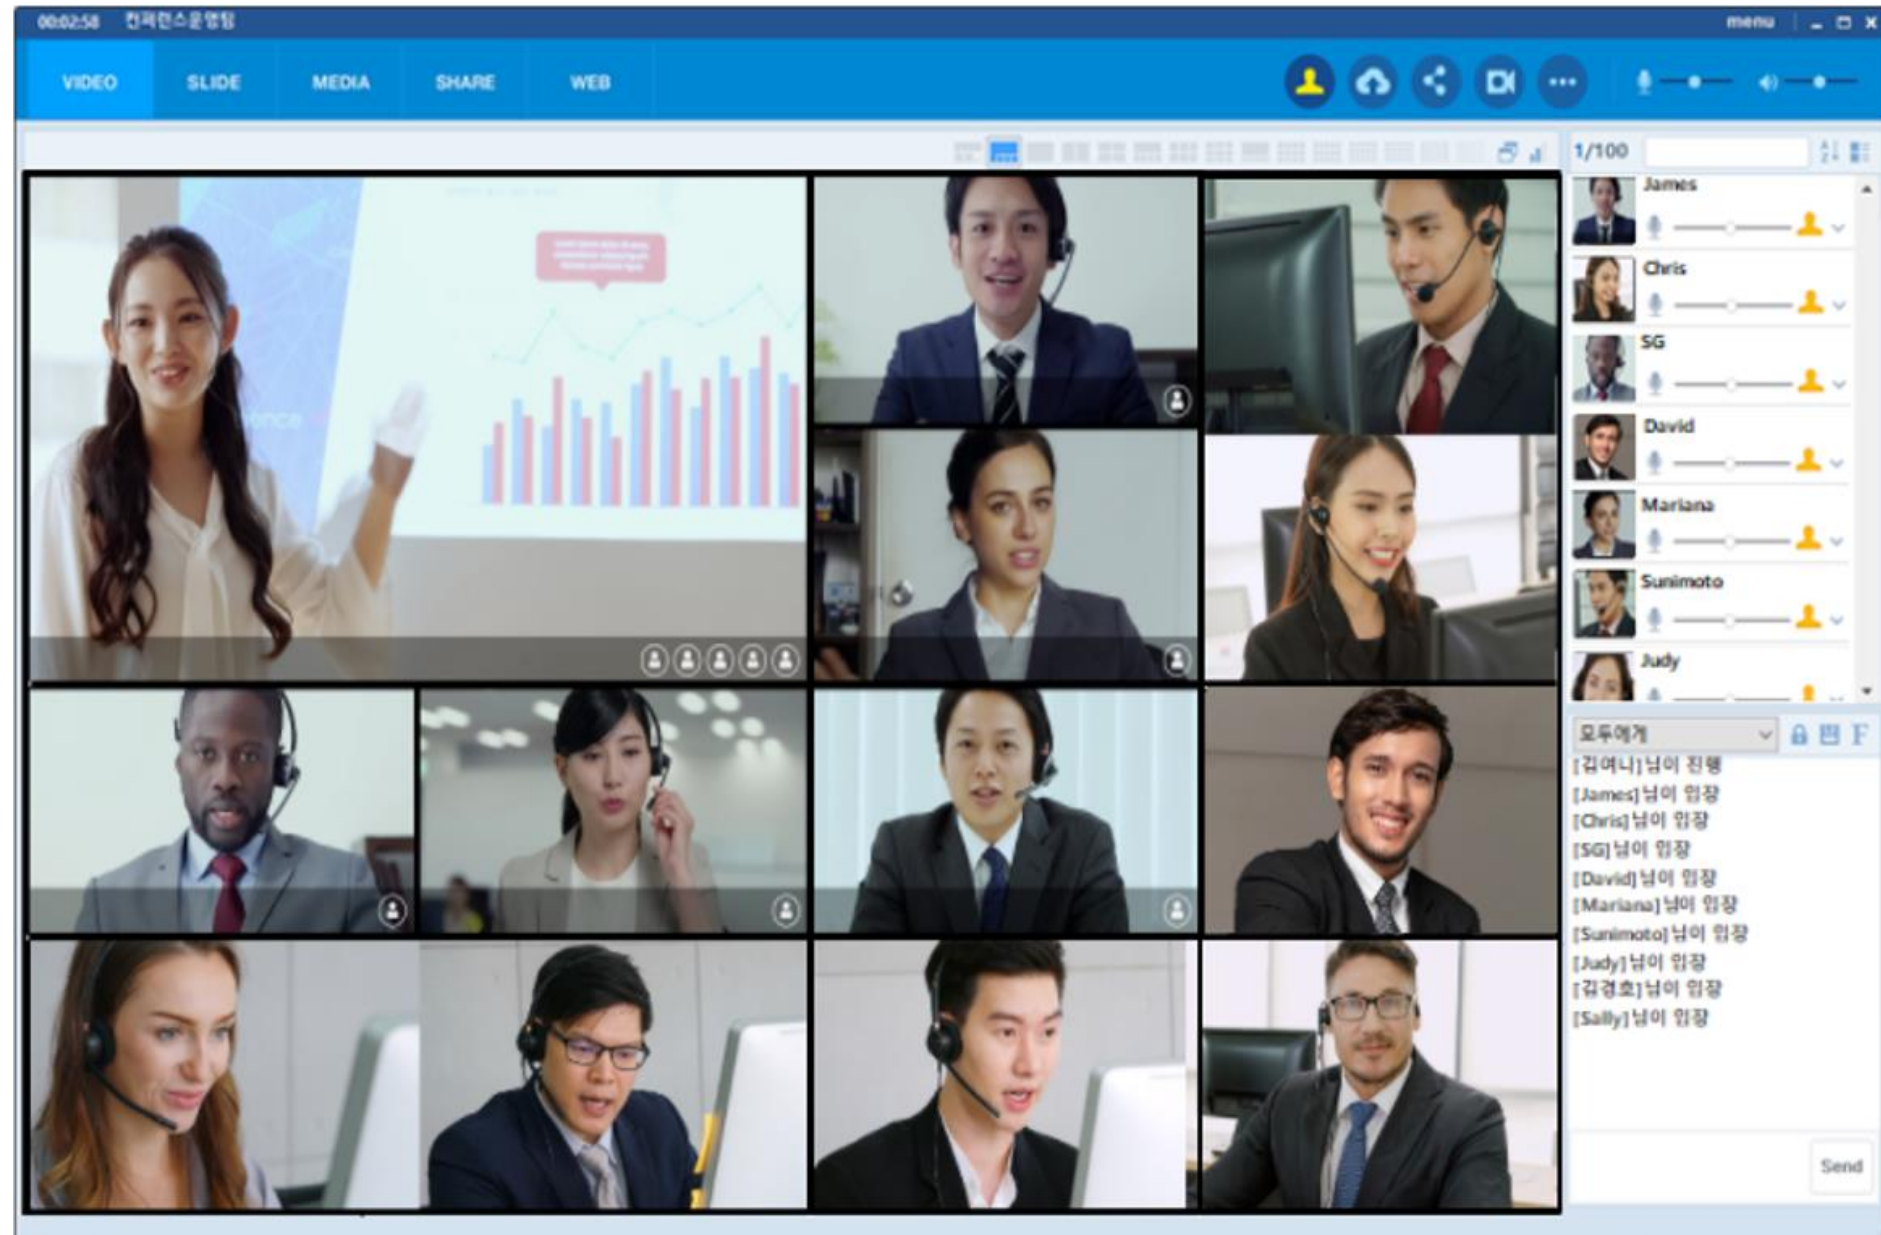 00:02:58 컨퍼런스운영팀 menu
VIDEO SLIDE MEDIA SHARE WEB
1/100
James
Chris
SG
David
Mariana
Sunimoto
Judy
모두에게
F
[김여니]님이 진행
[James]님이 입장
[Chris]님이 입장
[SG]님이 입장
[David]님이 입장
[Mariana]님이 입장
[Sunimoto]님이 입장
[Judy]님이 입장
[김경호]님이 입장
[Sally]님이 입장
Send
ence